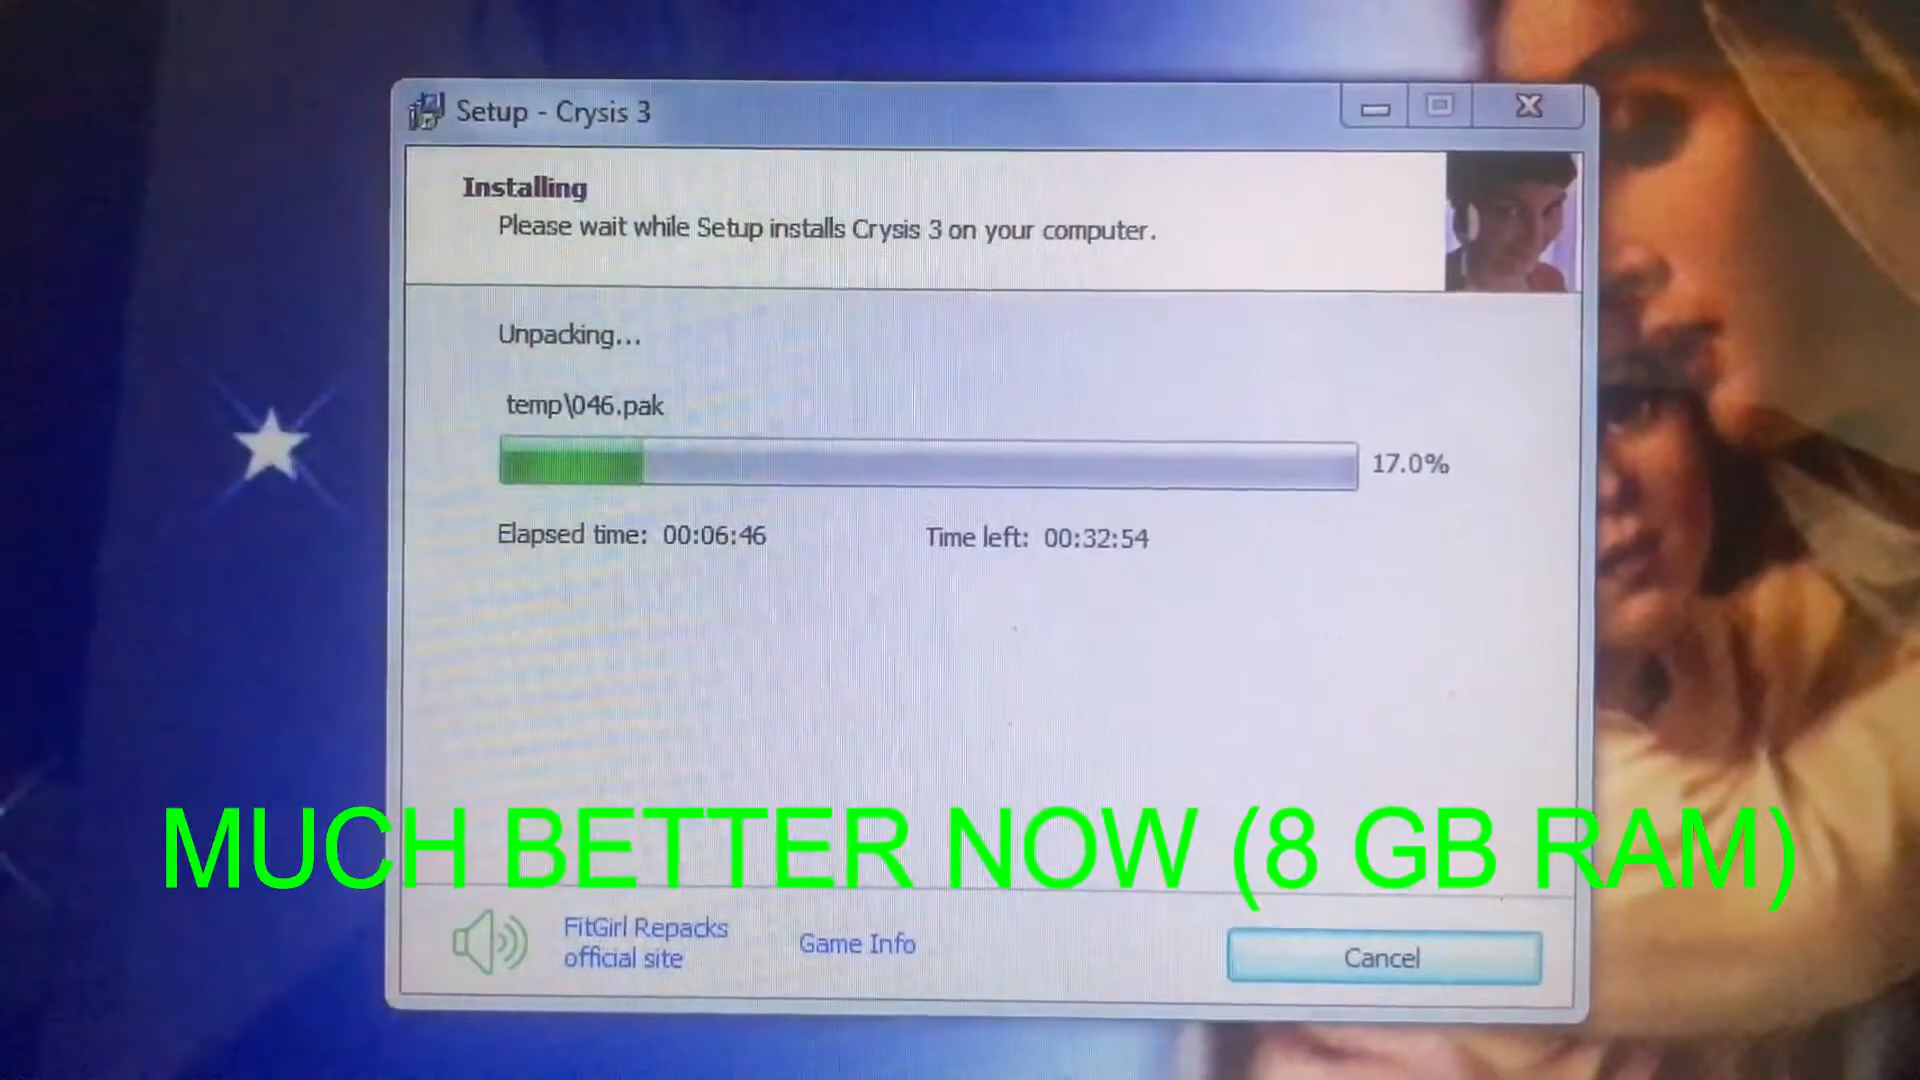 Setup - Crysis 3
Installing
Please wait while Setup installs Crysis 3 on your computer.
Unpacking...
temp\046.pak
17.0%
Elapsed time: 00:06:46
Time left: 00:32:54
MUCH BETTER NOW (8 GB RAM)
FitGirl Repacks
official site
Game Info
Cancel